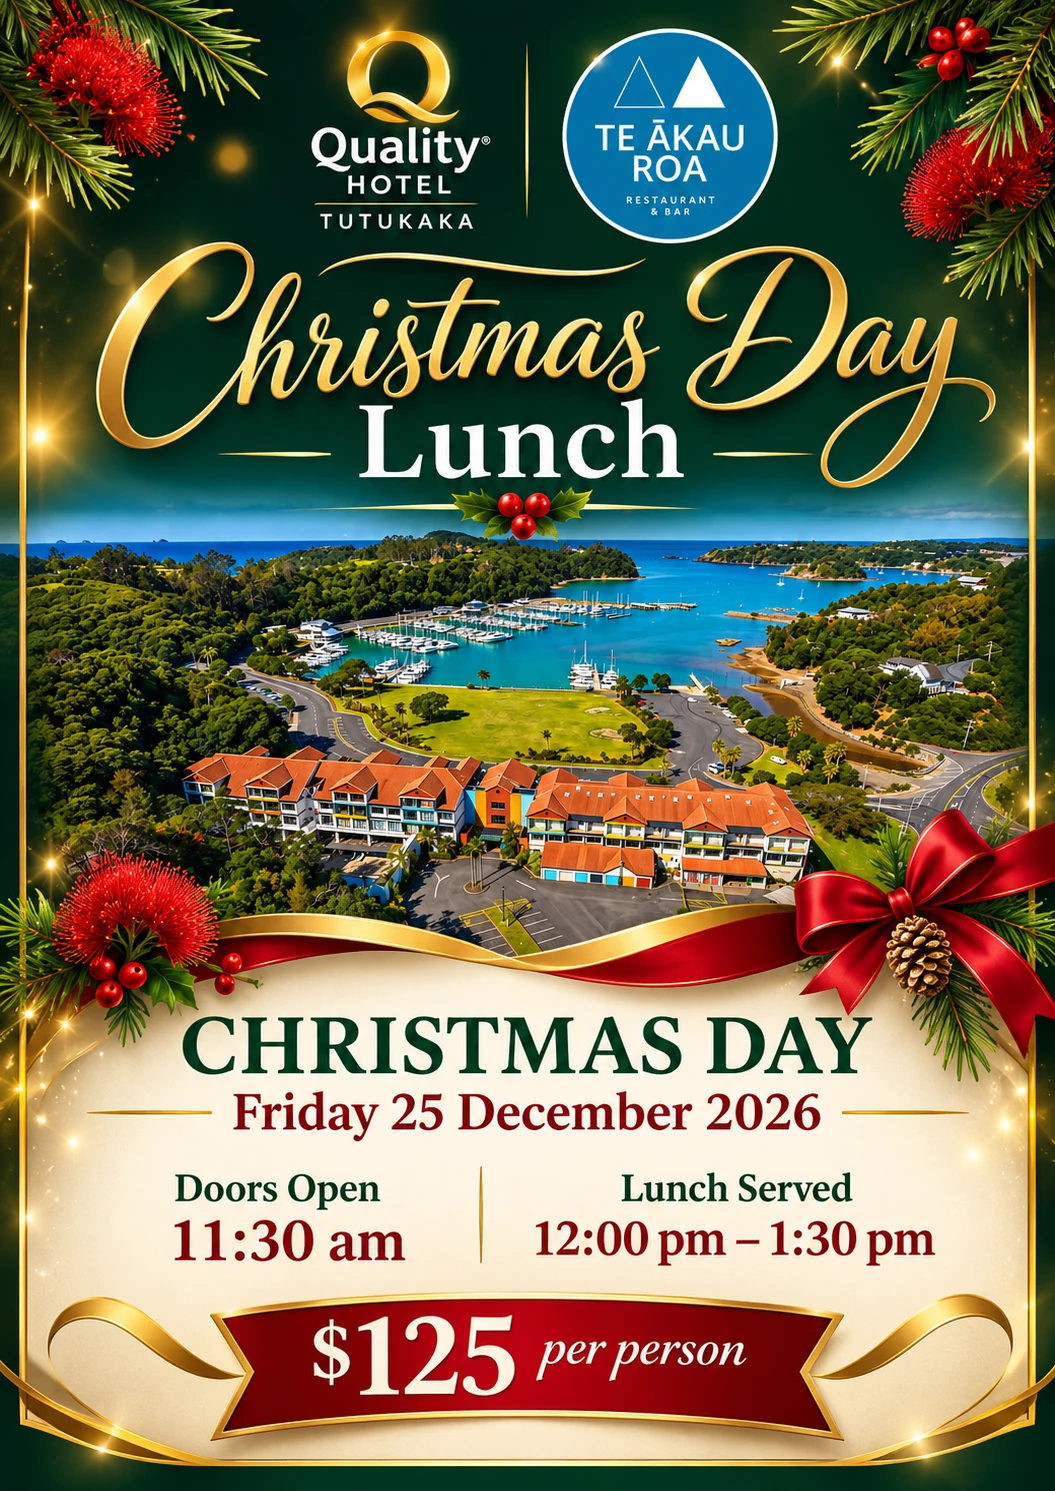 Quality®
HOTEL
TUTUKAKA
TE ĀKAU
ROA
RESTAURANT
& BAR
Christmas Day
Lunch
CHRISTMAS DAY
Friday 25 December 2026
Doors Open
11:30 am
Lunch Served
12:00 pm – 1:30 pm
$125 per person